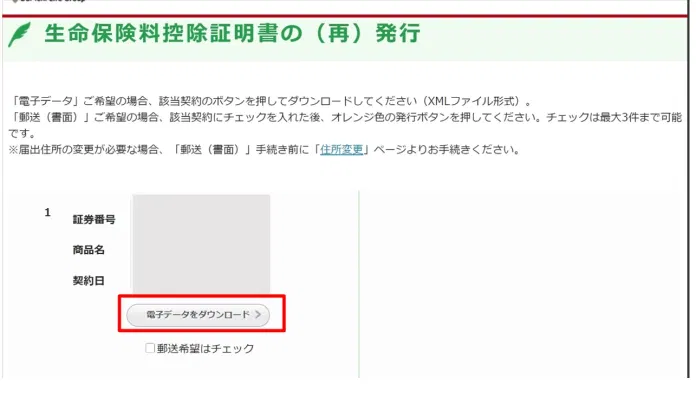 生命保険料控除証明書の（再）発行
「電子データ」ご希望の場合、該当契約のボタンを押してダウンロードしてください（XMLファイル形式）。
「郵送（書面）」ご希望の場合、該当契約にチェックを入れた後、オレンジ色の発行ボタンを押してください。チェックは最大3件まで可能
です。
※届出住所の変更が必要な場合、「郵送（書面）」手続き前に「住所変更」ページよりお手続きください。
1
証券番号
商品名
契約日
電子データをダウンロード
郵送希望はチェック